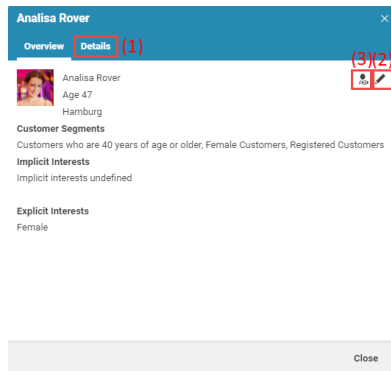 Analisa Rover
Overview Details (1)
(3)(2)
Analisa Rover
Age 47
Hamburg
Customer Segments
Customers who are 40 years of age or older, Female Customers, Registered Customers
Implicit Interests
Implicit interests undefined
Explicit Interests
Female
Close